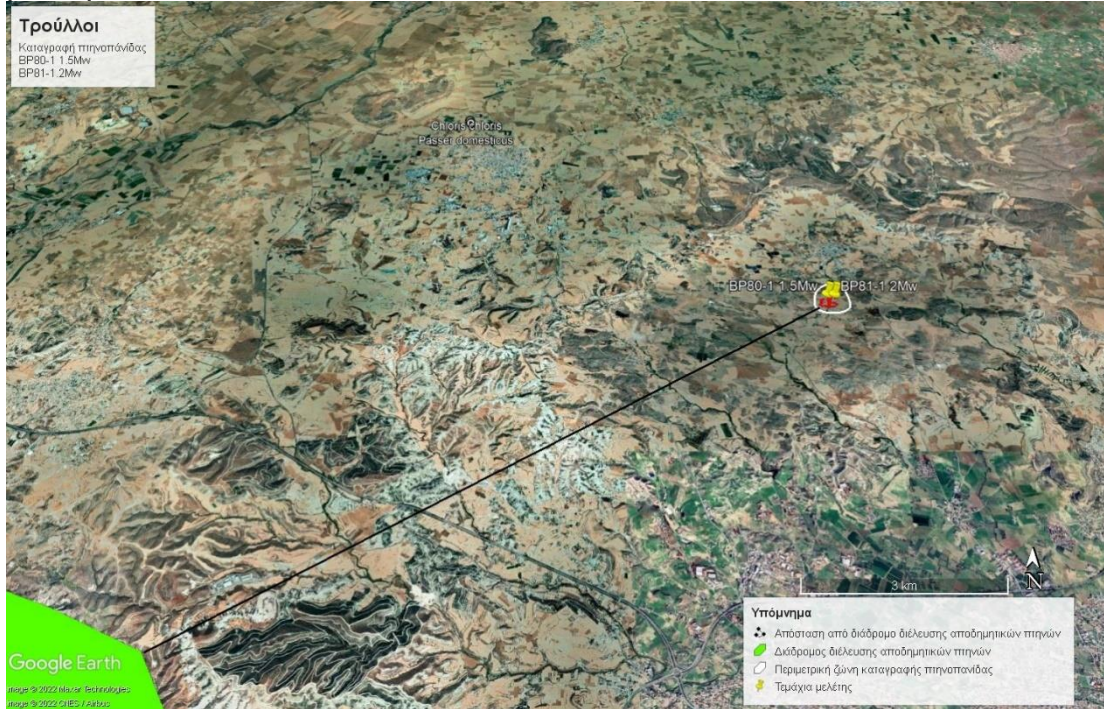 Τρούλλοι
Καταγραφή πτηνοπάνιδας
BP80-1 1.5Mw
BP81-1.2Mw
Chloris chloris
Passer domesticus
BP80-1 1.5Mw
BP81-1.2Mw
3 km
N
Υπόμνημα
Απόσταση από διάδρομο διέλευσης αποδημητικών πτηνών
Διάδρομος διέλευσης αποδημητικών πτηνών
Περιμετρική ζώνη καταγραφής πτηνοπανιδας
Τεμάχια μελέτης
Google Earth
Image © 2022 Maxar Technologies
Image © 2022 CNES / Airbus